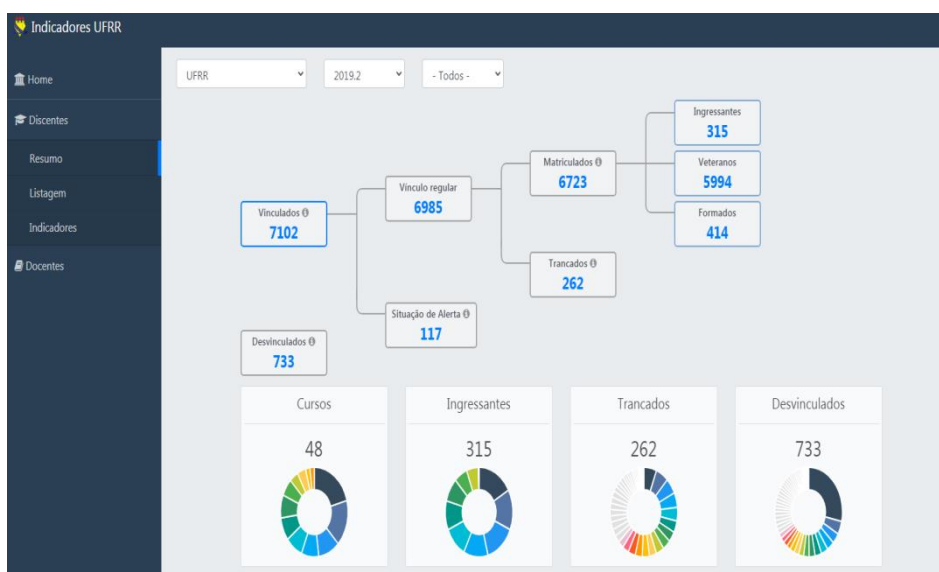 Indicadores UFRR
Home
Discentes
Resumo
Listagem
Indicadores
Docentes
UFRR
2019.2
- Todos -
Vinculados
7102
Vínculo regular
6985
Matriculados
6723
Ingressantes
315
Veteranos
5994
Formados
414
Trancados
262
Situação de Alerta
117
Desvinculados
733
Cursos
48
Ingressantes
315
Trancados
262
Desvinculados
733